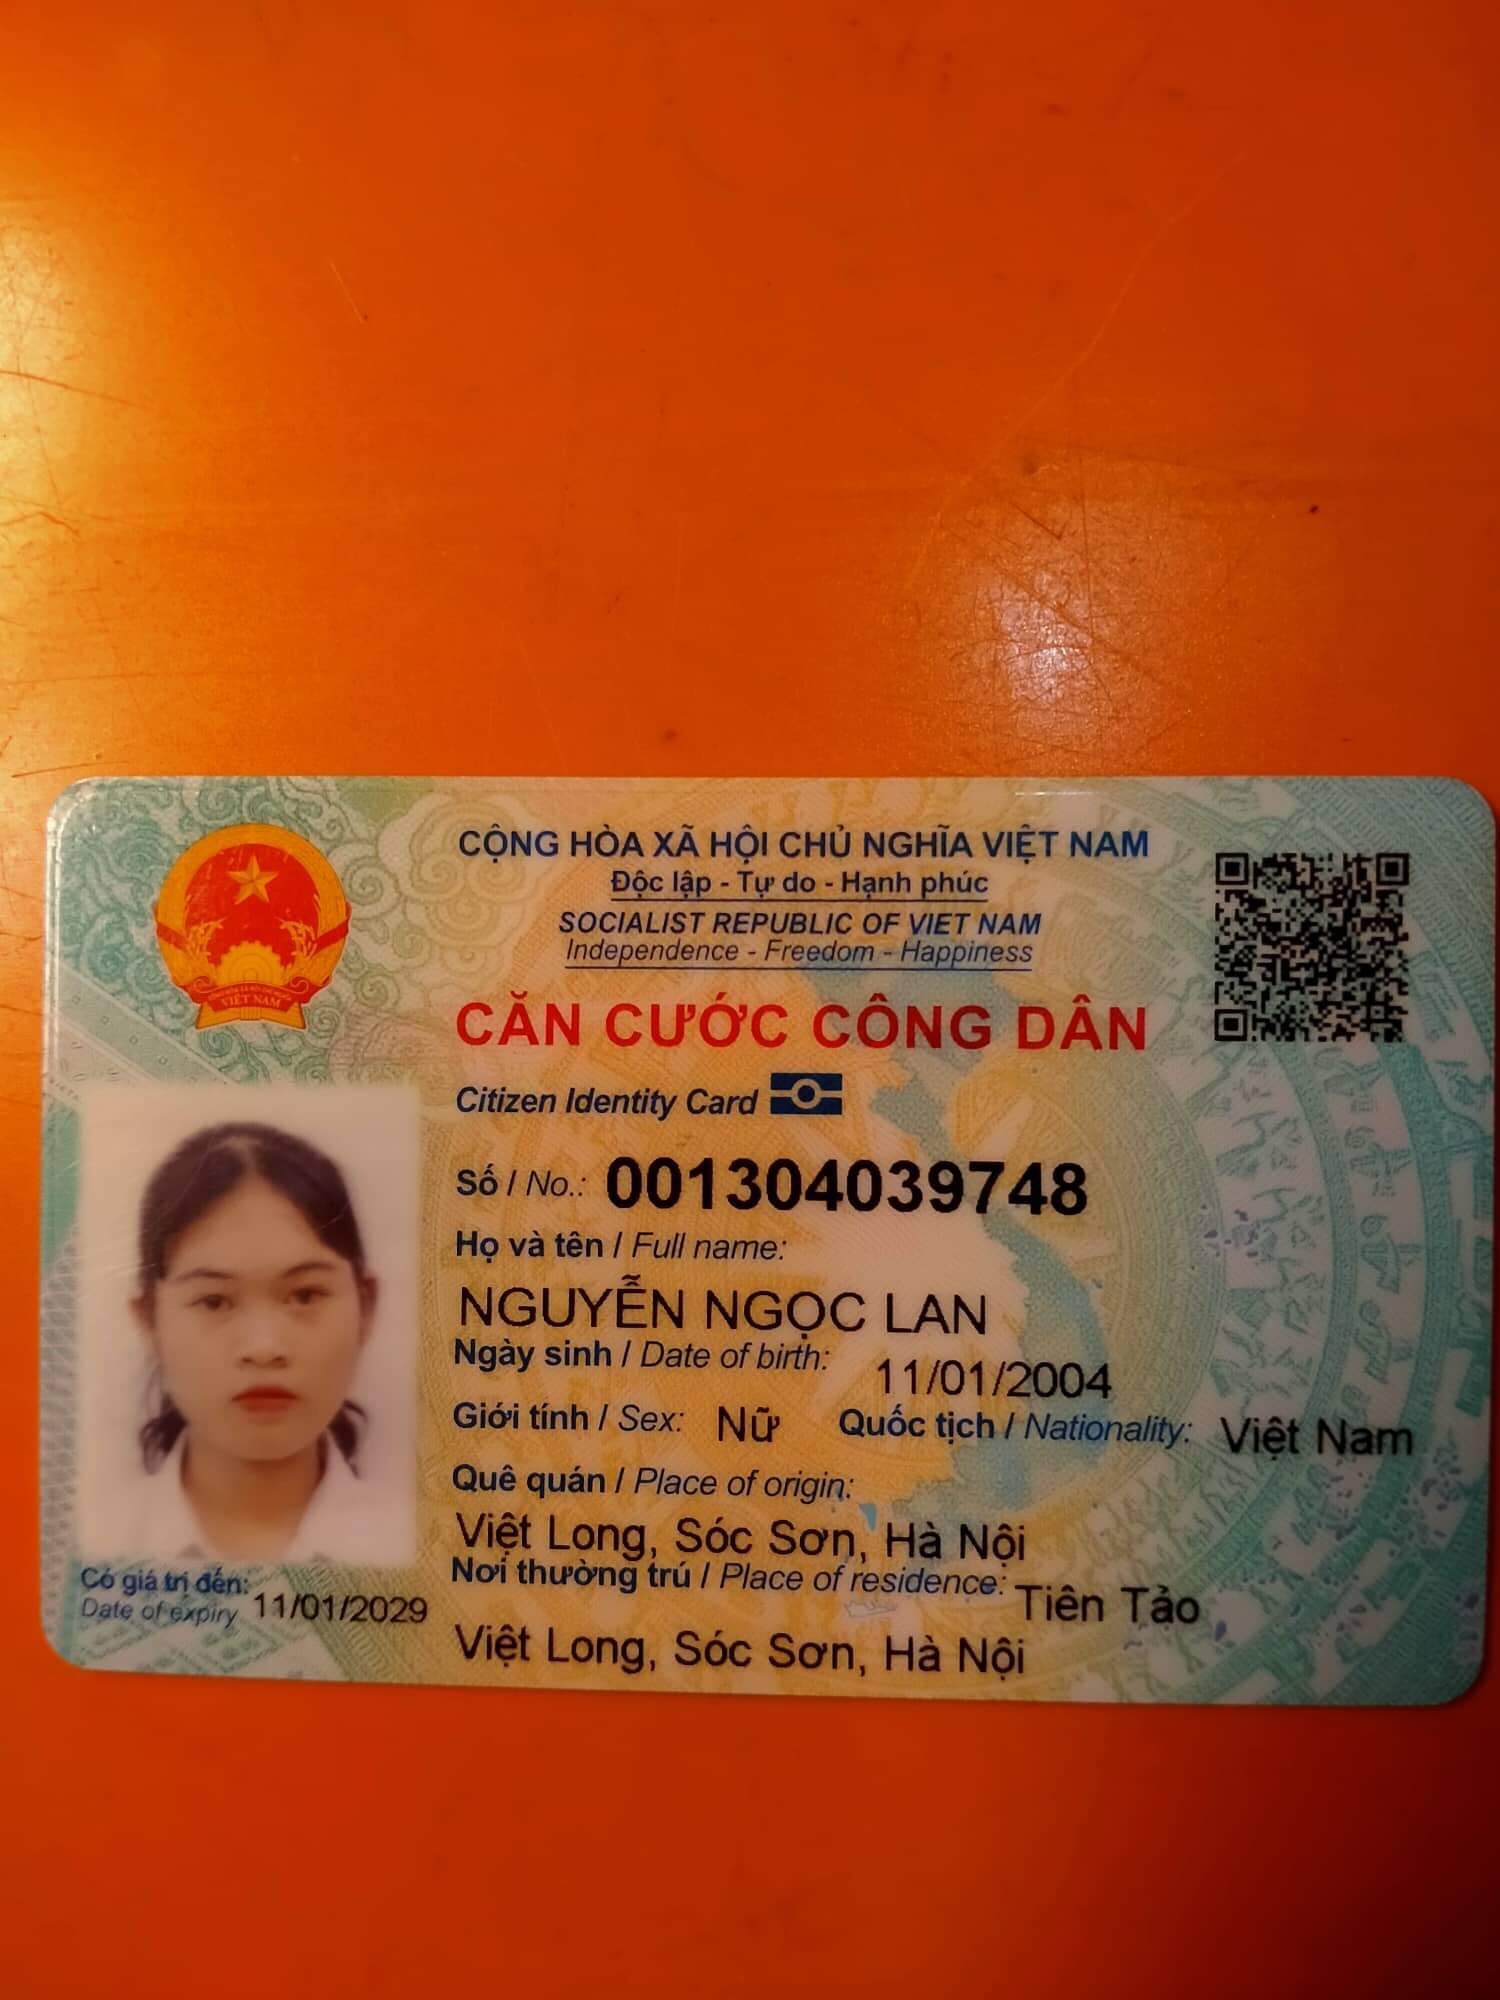 CỘNG HÒA XÃ HỘI CHỦ NGHĨA VIỆT NAM
Độc lập - Tự do - Hạnh phúc
SOCIALIST REPUBLIC OF VIET NAM
Independence - Freedom - Happiness
VIỆT NAM
CĂN CƯỚC CÔNG DÂN
Citizen Identity Card
Số / No.: 001304039748
Họ và tên / Full name:
NGUYỄN NGỌC LAN
Ngày sinh / Date of birth: 11/01/2004
Giới tính / Sex: Nữ Quốc tịch / Nationality: Việt Nam
Quê quán / Place of origin:
Việt Long, Sóc Sơn, Hà Nội
Nơi thường trú / Place of residence: Tiên Tảo
Việt Long, Sóc Sơn, Hà Nội
Có giá trị đến:
Date of expiry 11/01/2029